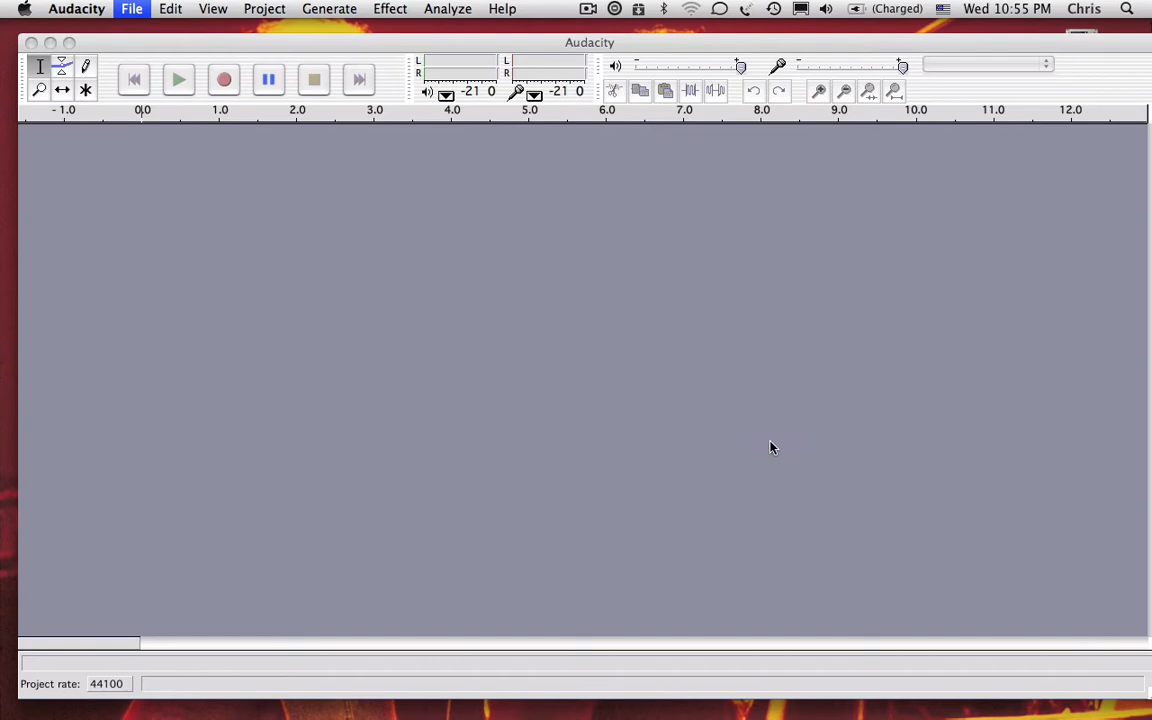 Audacity File Edit View Project Generate Effect Analyze Help (Charged) Wed 10:55 PM Chris
Audacity
L R -21 0 L R -21 0
-1.0 0.0 1.0 2.0 3.0 4.0 5.0 6.0 7.0 8.0 9.0 10.0 11.0 12.0
Project rate: 44100